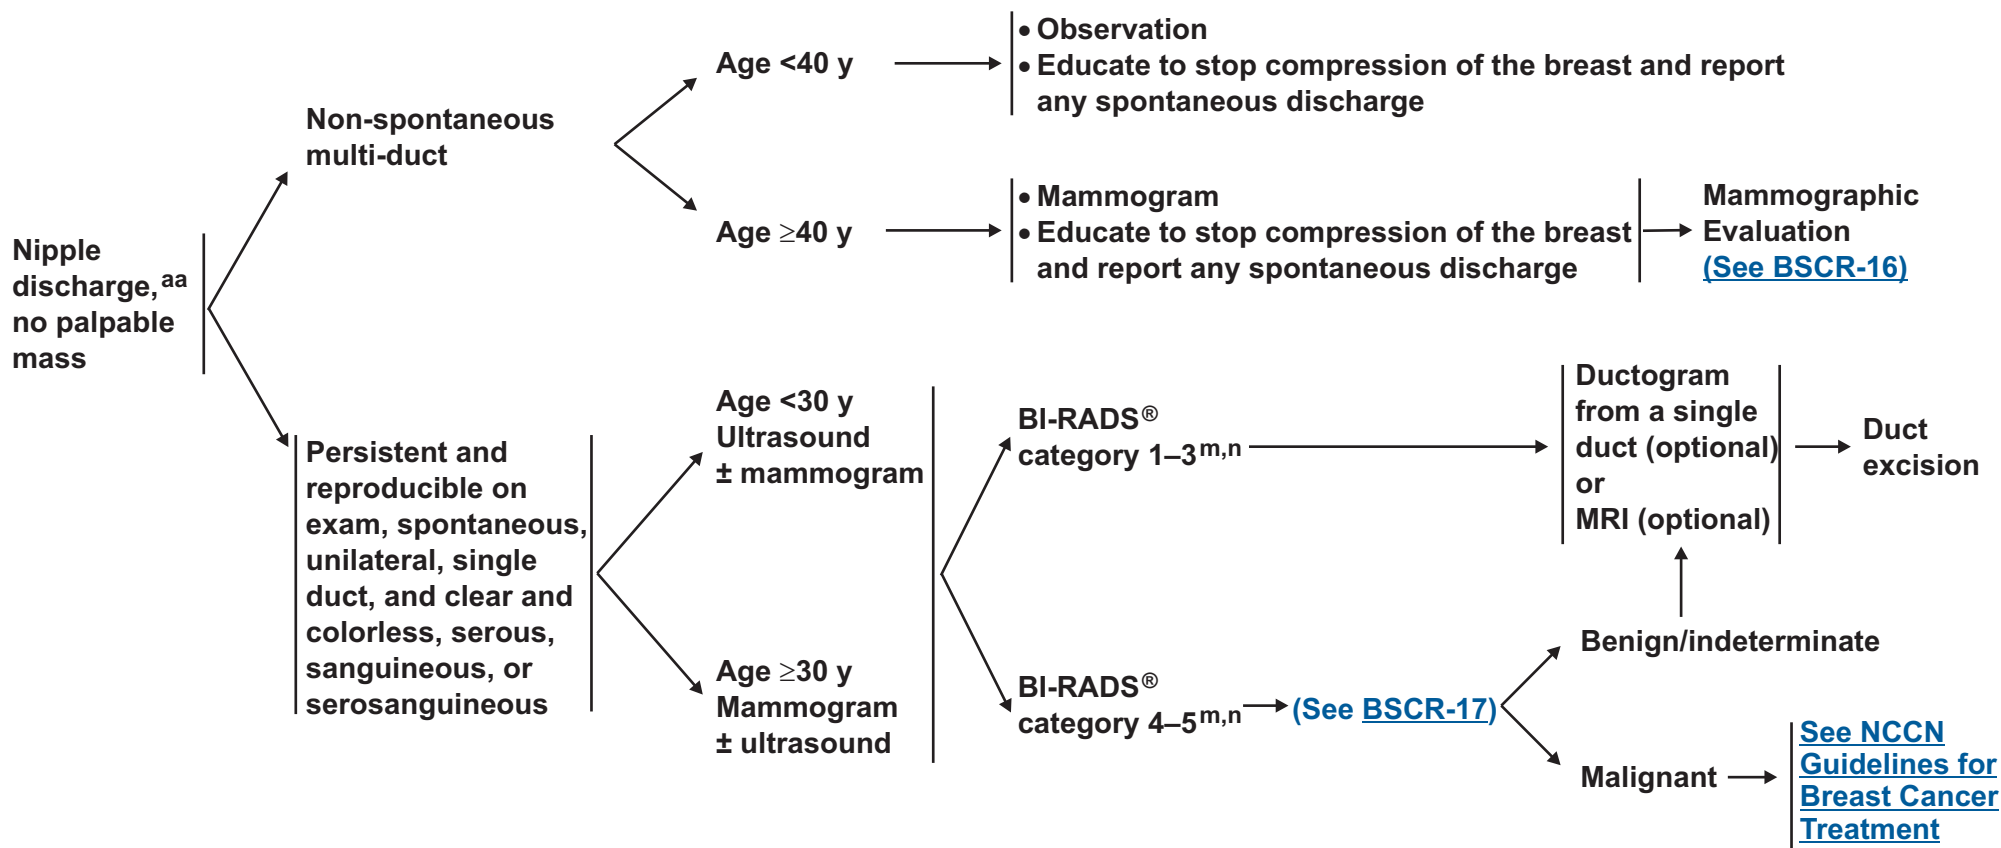 Nipple
discharge, aa
no palpable
mass
Non-spontaneous
multi-duct
Age <40 y
• Observation
• Educate to stop compression of the breast and report
any spontaneous discharge
Age ≥40 y
• Mammogram
• Educate to stop compression of the breast
and report any spontaneous discharge
Mammographic
Evaluation
(See BSCR-16)
Persistent and
reproducible on
exam, spontaneous,
unilateral, single
duct, and clear and
colorless, serous,
sanguineous, or
serosanguineous
Age <30 y
Ultrasound
± mammogram
Age ≥30 y
Mammogram
± ultrasound
BI-RADS®
category 1–3m,n
Ductogram
from a single
duct (optional)
or
MRI (optional)
Duct
excision
BI-RADS®
category 4–5m,n
(See BSCR-17)
Benign/indeterminate
Malignant
See NCCN
Guidelines for
Breast Cancer
Treatment